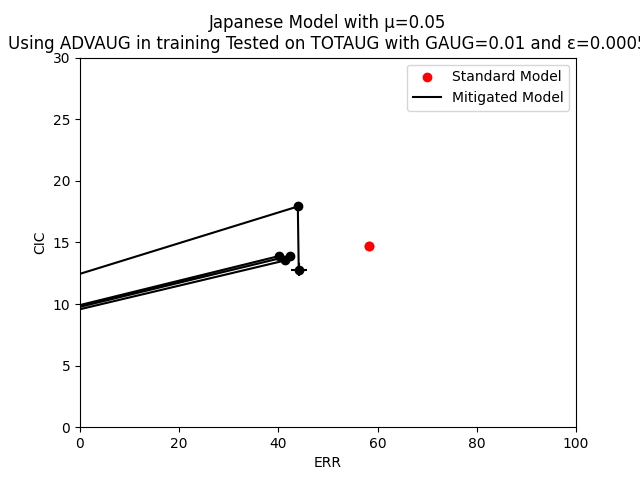 Japanese Model with μ=0.05
Using ADVAUG in training Tested on TOTAUG with GAUG=0.01 and ε=0.0005
30
25
20
15
10
5
0
CIC
Standard Model
Mitigated Model
0 20 40 60 80 100
ERR